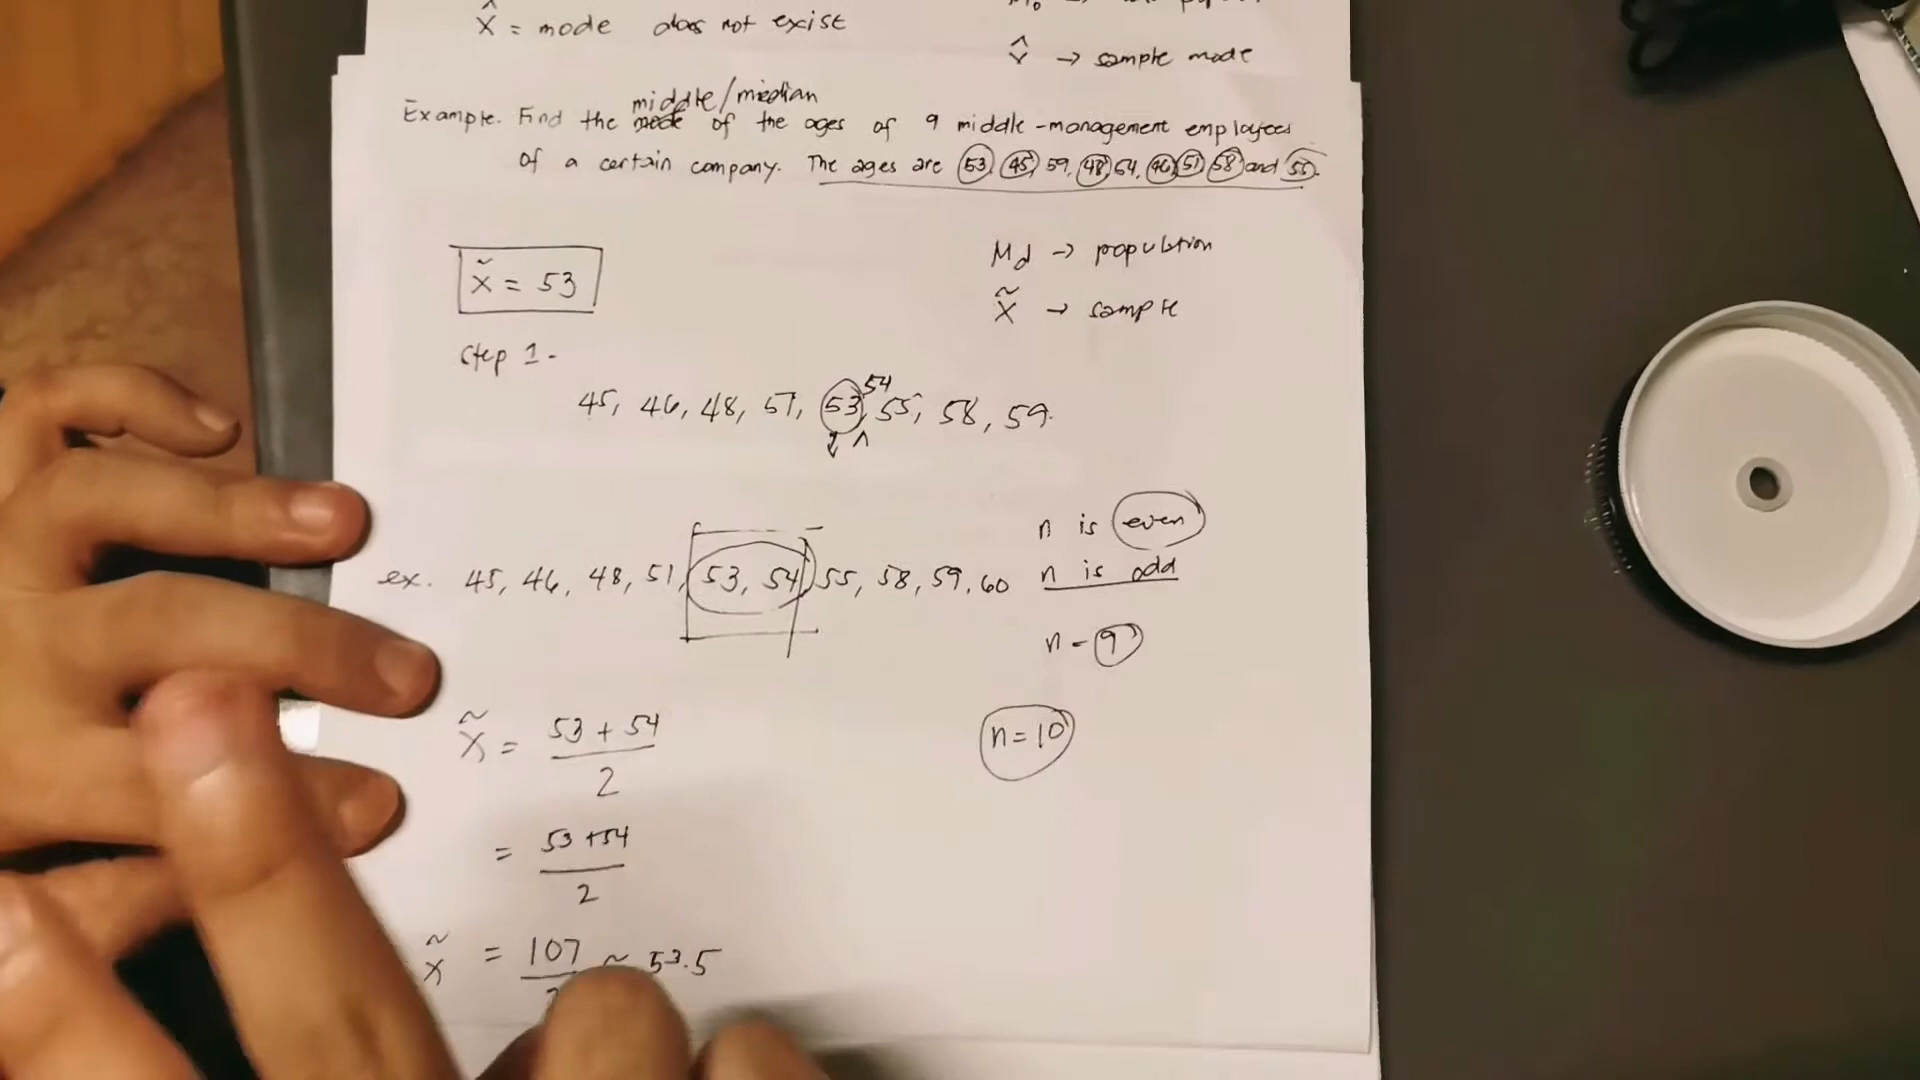 X̂ = mode does not exist
Ŷ → sample mode
middle/median
Example. Find the mode of the ages of 9 middle-management employees
of a certain company. The ages are 53, 45, 59, 48, 54, 46, 51, 58 and 55.
x̃ = 53
Md → population
x̃ → sample
Step 1.
54
45, 46, 48, 51, 53, 55, 58, 59.
n is even
ex. 45, 46, 48, 51, 53, 54, 55, 58, 59, 60
n is odd
n = 9
n = 10
x̃ = 53 + 54
2
= 53 + 54
2
x̃ = 107 ≈ 53.5